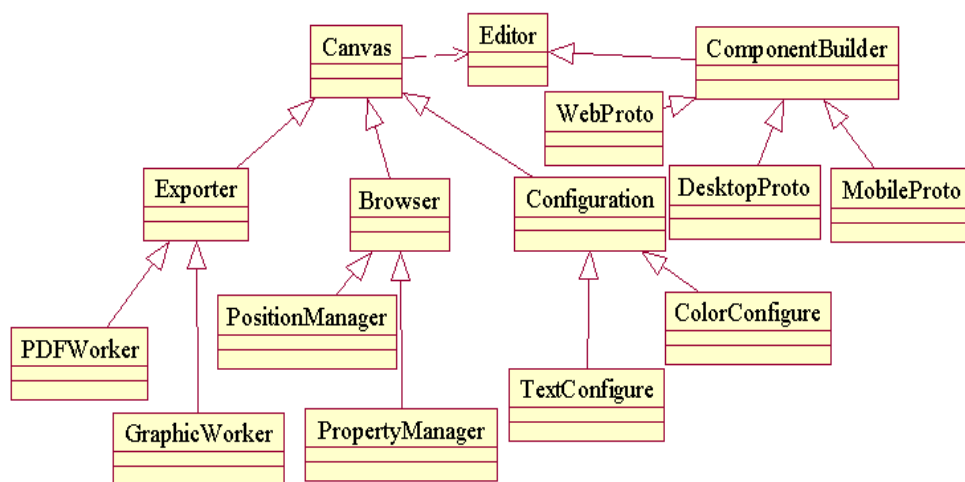 Canvas
Editor
ComponentBuilder
WebProto
Exporter
Browser
Configuration
DesktopProto
MobileProto
PositionManager
ColorConfigure
PDFWorker
TextConfigure
GraphicWorker
PropertyManager